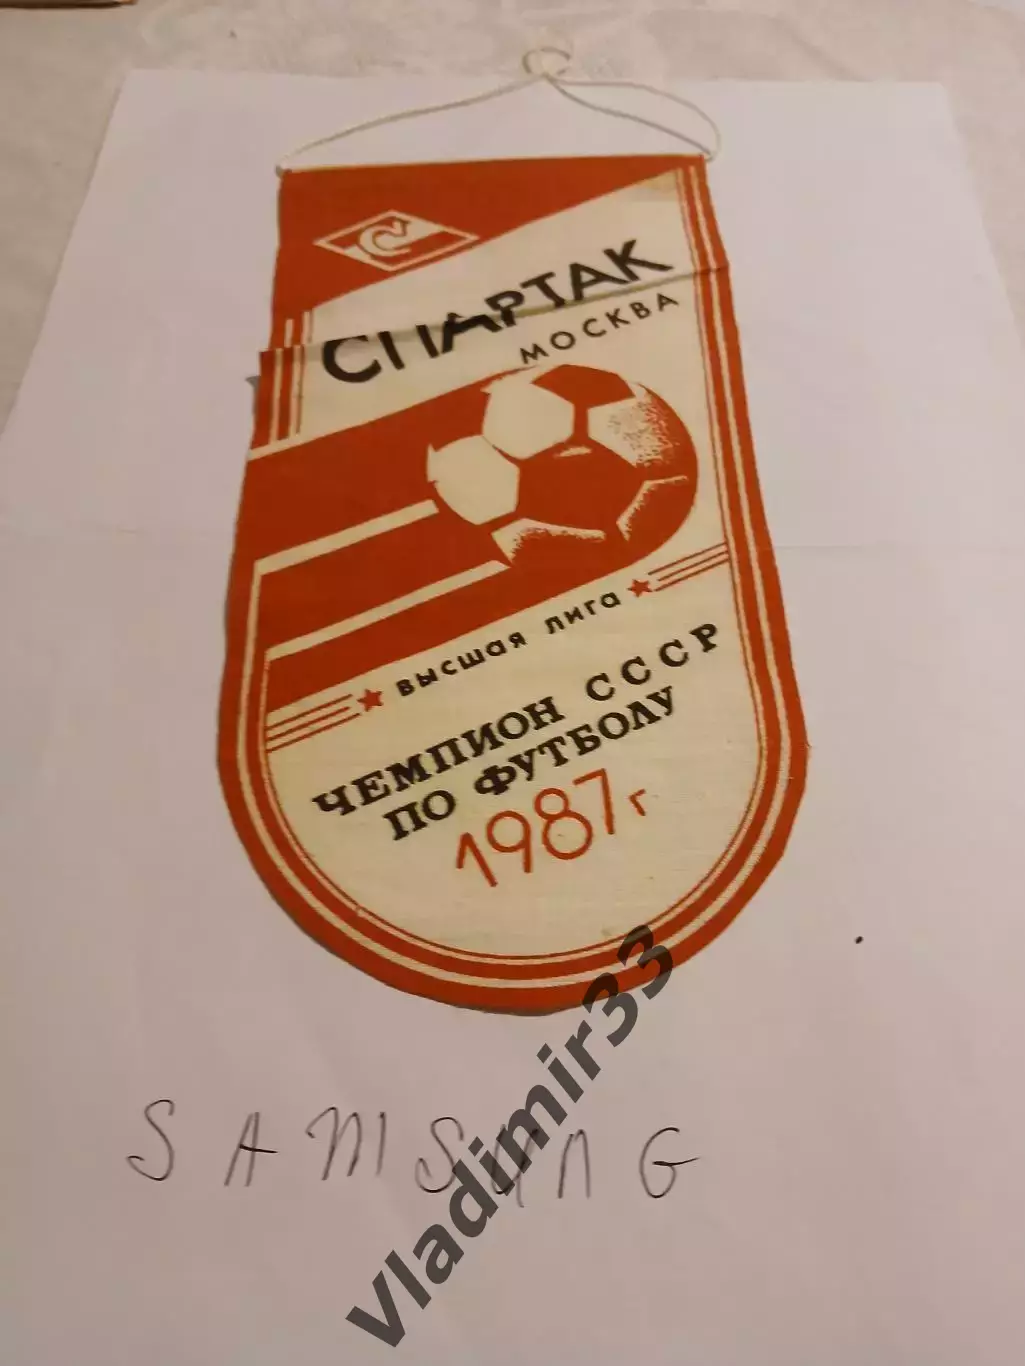 С
СПАРТАК
МОСКВА
ВЫСШАЯ ЛИГА
ЧЕМПИОН СССР
ПО ФУТБОЛУ
1987г
SAMSUNG
Vladimir33